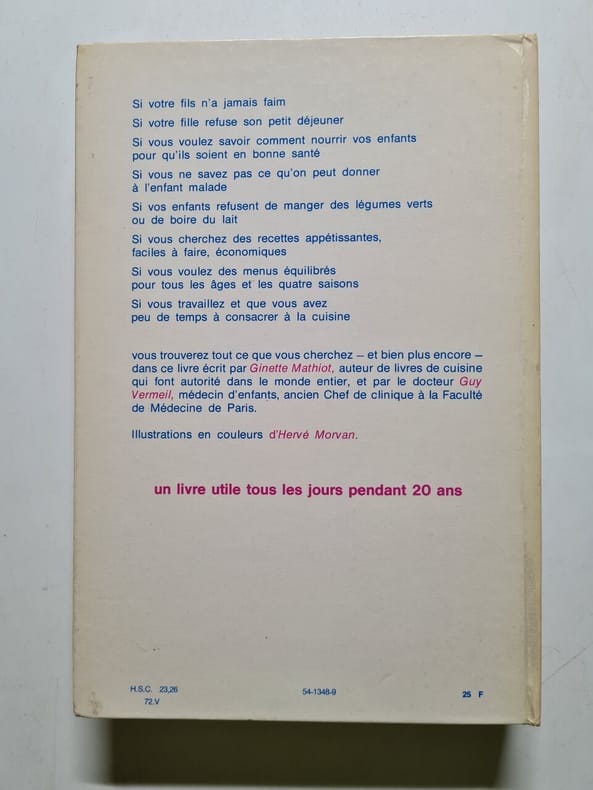 Si votre fils n'a jamais faim
Si votre fille refuse son petit déjeuner
Si vous voulez savoir comment nourrir vos enfants
pour qu'ils soient en bonne santé
Si vous ne savez pas ce qu'on peut donner
à l'enfant malade
Si vos enfants refusent de manger des légumes verts
ou de boire du lait
Si vous cherchez des recettes appétissantes,
faciles à faire, économiques
Si vous voulez des menus équilibrés
pour tous les âges et les quatre saisons
Si vous travaillez et que vous avez
peu de temps à consacrer à la cuisine
vous trouverez tout ce que vous cherchez – et bien plus encore –
dans ce livre écrit par Ginette Mathiot, auteur de livres de cuisine
qui font autorité dans le monde entier, et par le docteur Guy
Vermeil, médecin d'enfants, ancien Chef de clinique à la Faculté
de Médecine de Paris.
Illustrations en couleurs d'Hervé Morvan.
un livre utile tous les jours pendant 20 ans
H.S.C. 23,26 54-1348-9 25 F
72.V